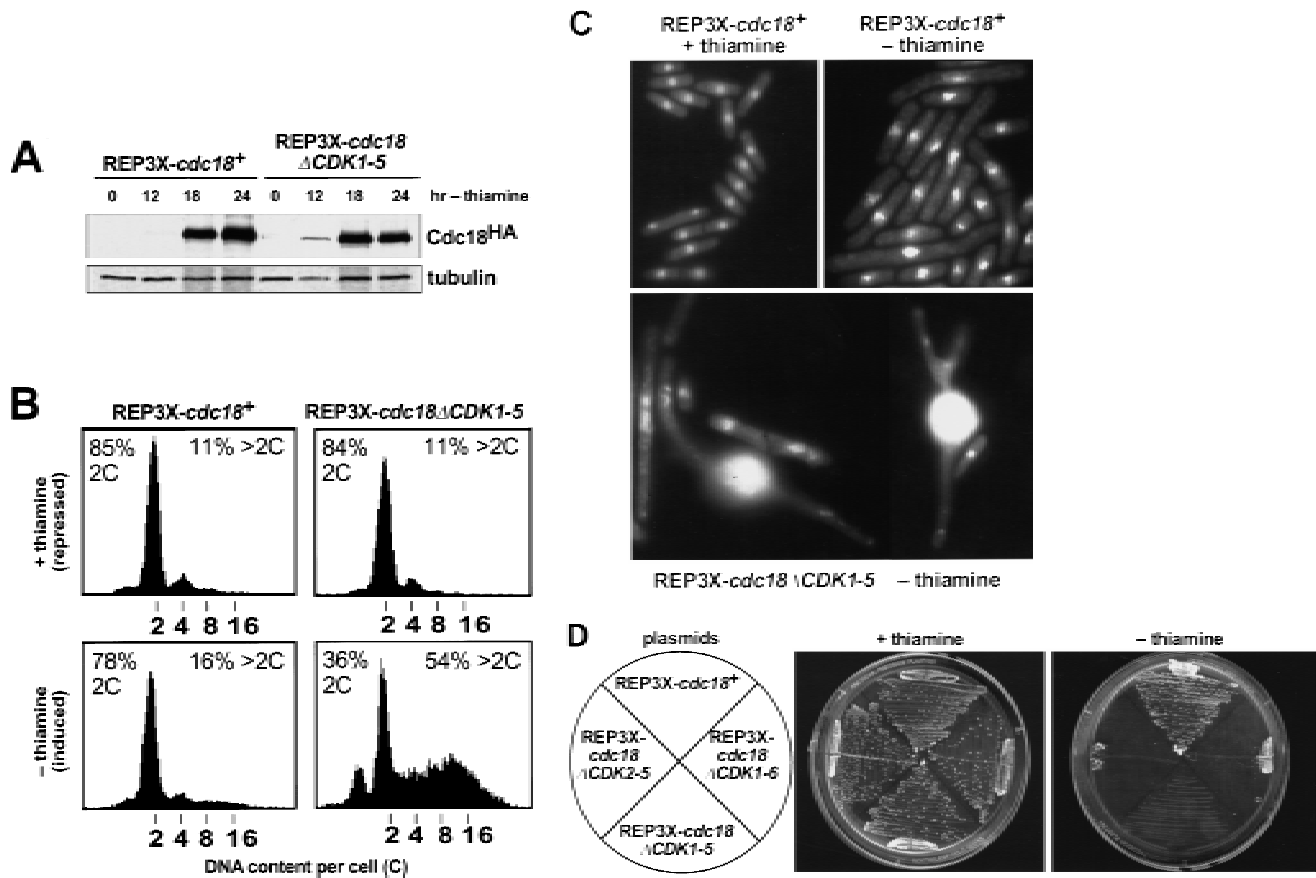 A
REP3X-cdc18+
REP3X-cdc18
ΔCDK1-5
0 12 18 24 0 12 18 24 hr – thiamine
Cdc18HA
tubulin
B
REP3X-cdc18+
REP3X-cdc18ΔCDK1-5
+ thiamine
(repressed)
85%
2C
11% >2C
84%
2C
11% >2C
2 4 8 16
2 4 8 16
– thiamine
(induced)
78%
2C
16% >2C
36%
2C
54% >2C
2 4 8 16
2 4 8 16
DNA content per cell (C)
C
REP3X-cdc18+
+ thiamine
REP3X-cdc18+
– thiamine
REP3X-cdc18 ΔCDK1-5 – thiamine
D
plasmids
+ thiamine
– thiamine
REP3X-cdc18+
REP3X-
cdc18
ΔCDK2-5
REP3X-
cdc18
ΔCDK1-6
REP3X-cdc18
ΔCDK1-5